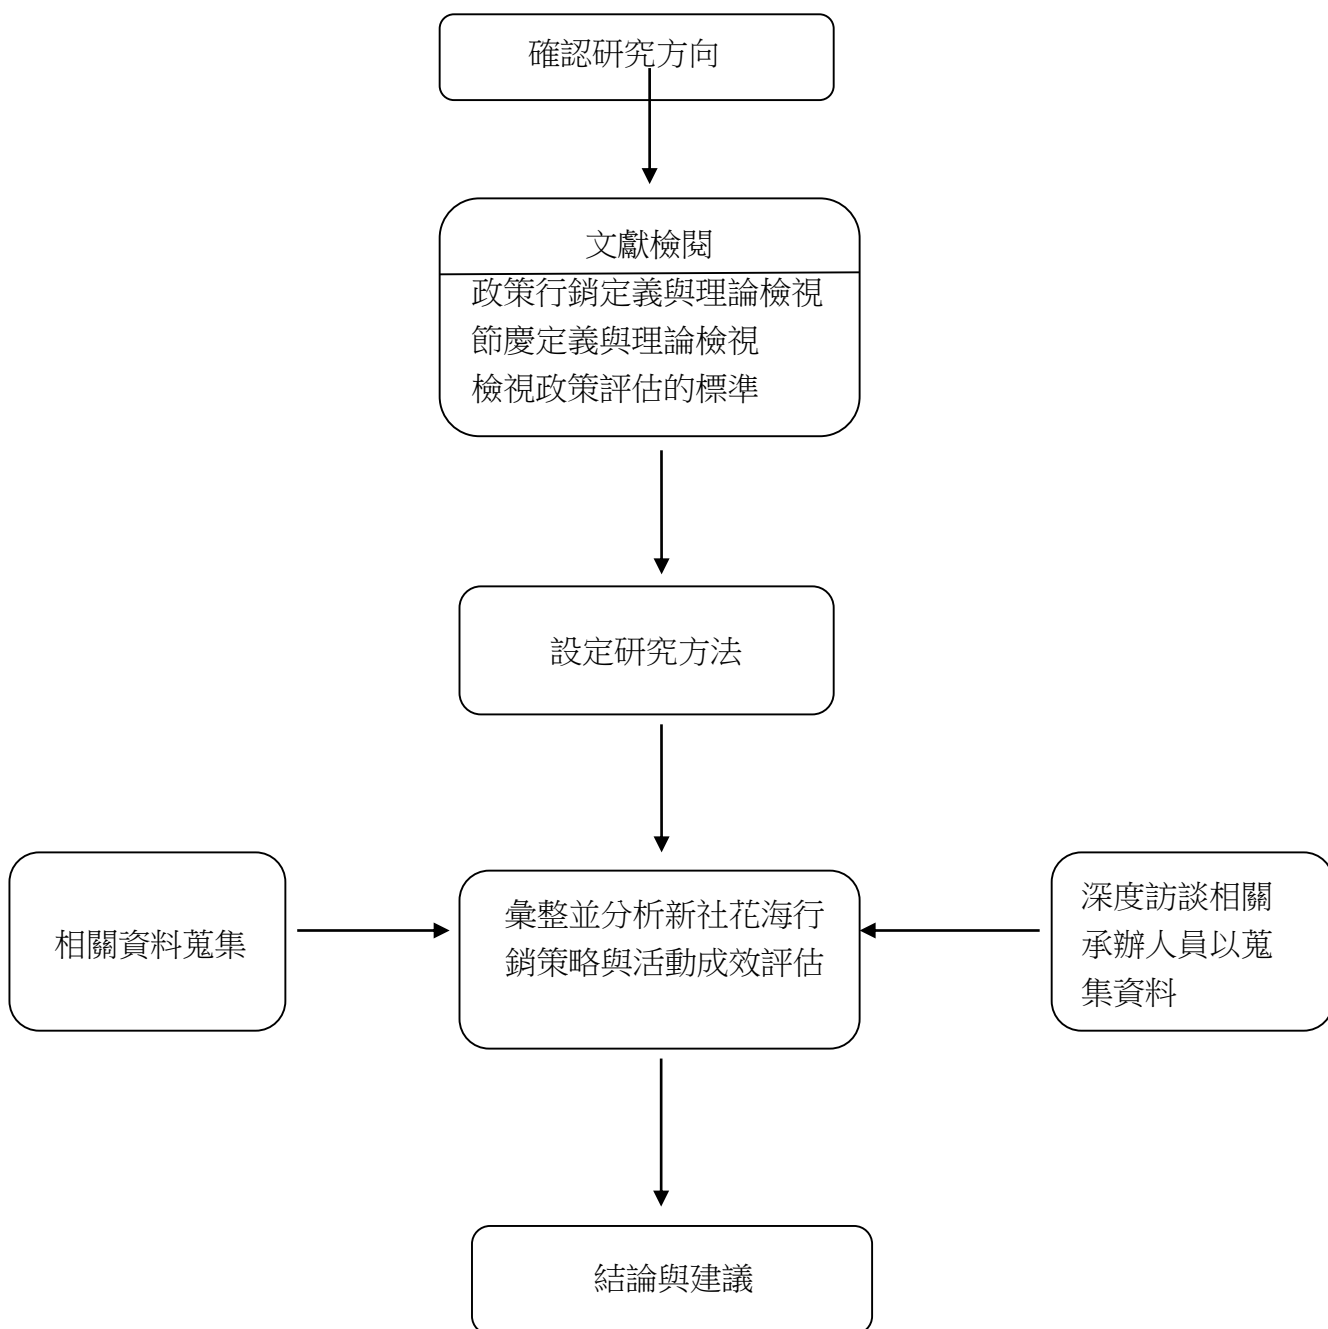 確認研究方向
文獻檢閱
政策行銷定義與理論檢視
節慶定義與理論檢視
檢視政策評估的標準
設定研究方法
相關資料蒐集
彙整並分析新社花海行
銷策略與活動成效評估
深度訪談相關
承辦人員以蒐
集資料
結論與建議